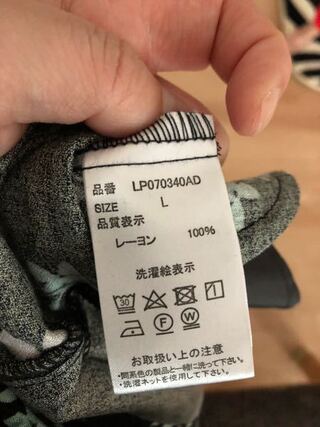 品番 LP070340AD
SIZE L
品質表示
レーヨン 100%
洗濯絵表示
30
F W
お取扱い上の注意
・同系色の製品と一緒に洗って下さい。
・洗濯ネットを使用して下さい。